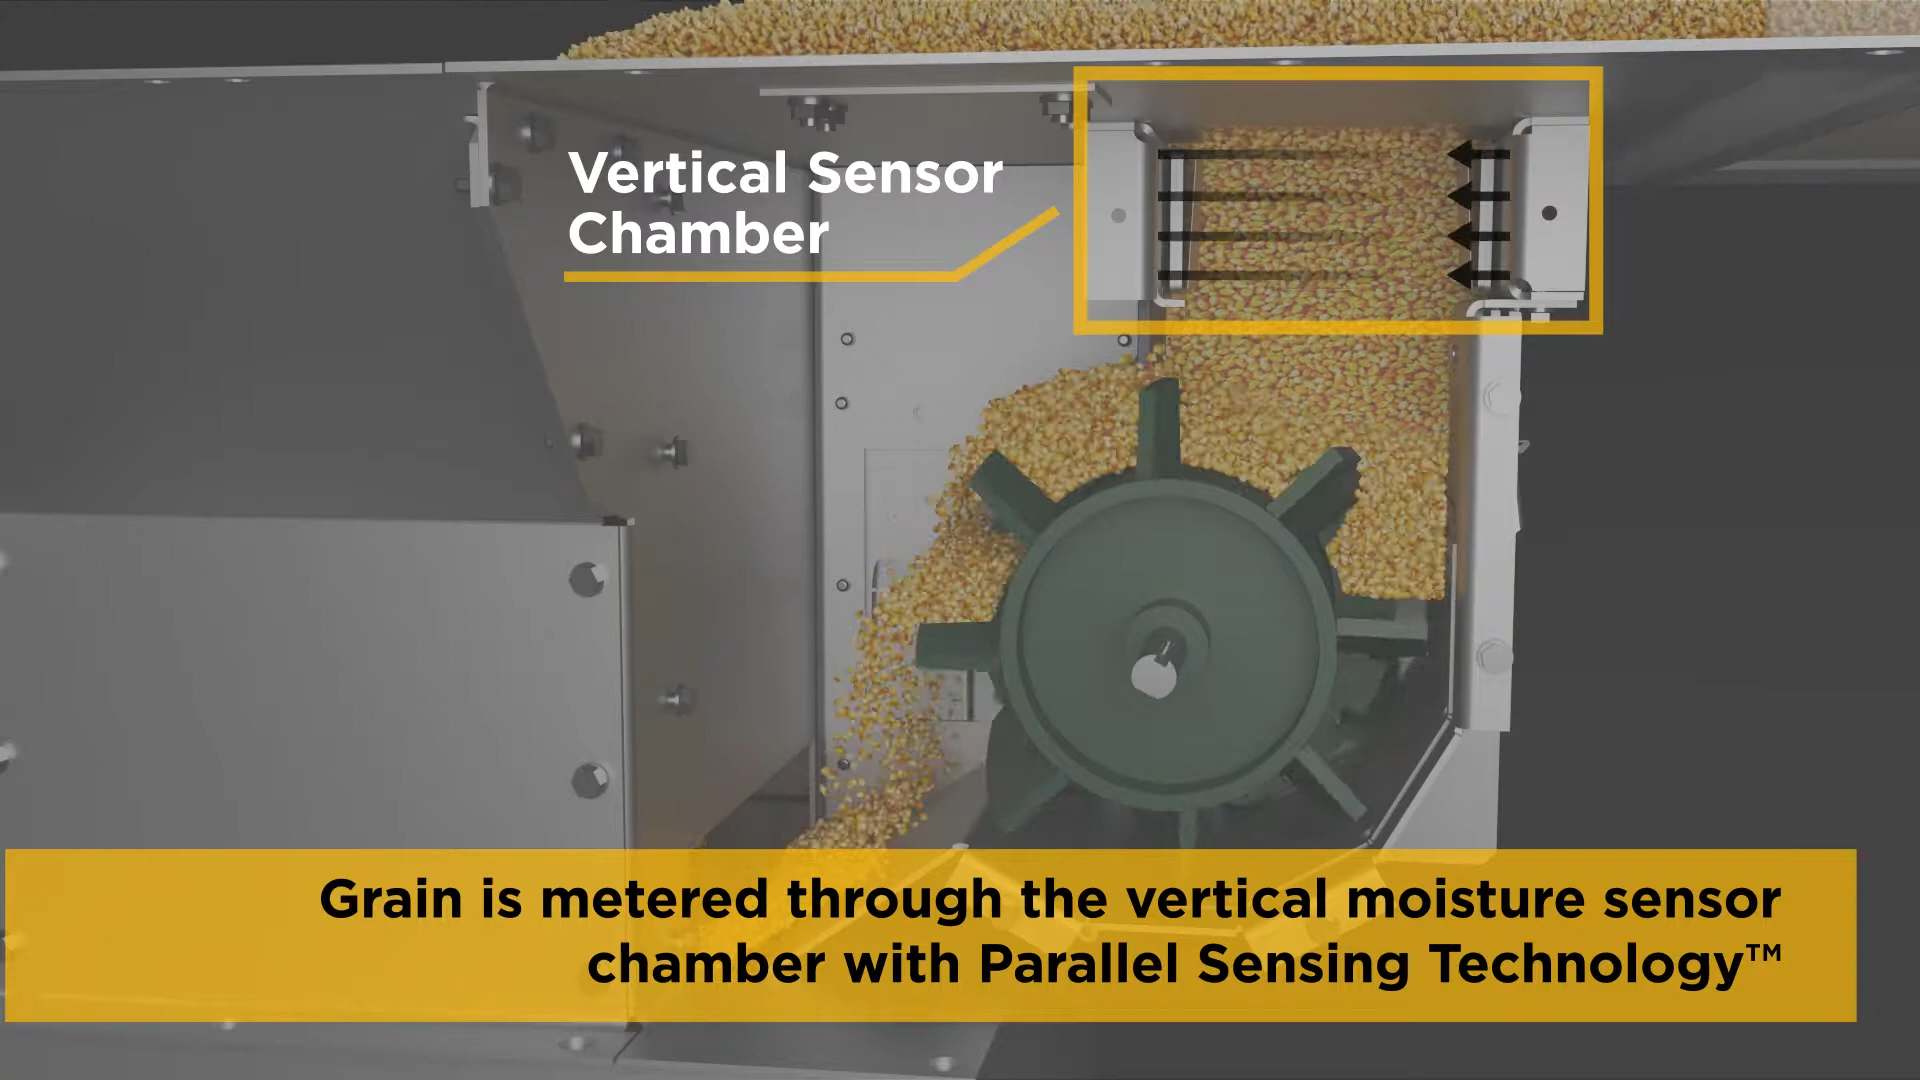 Vertical Sensor
Chamber
Grain is metered through the vertical moisture sensor
chamber with Parallel Sensing Technology™